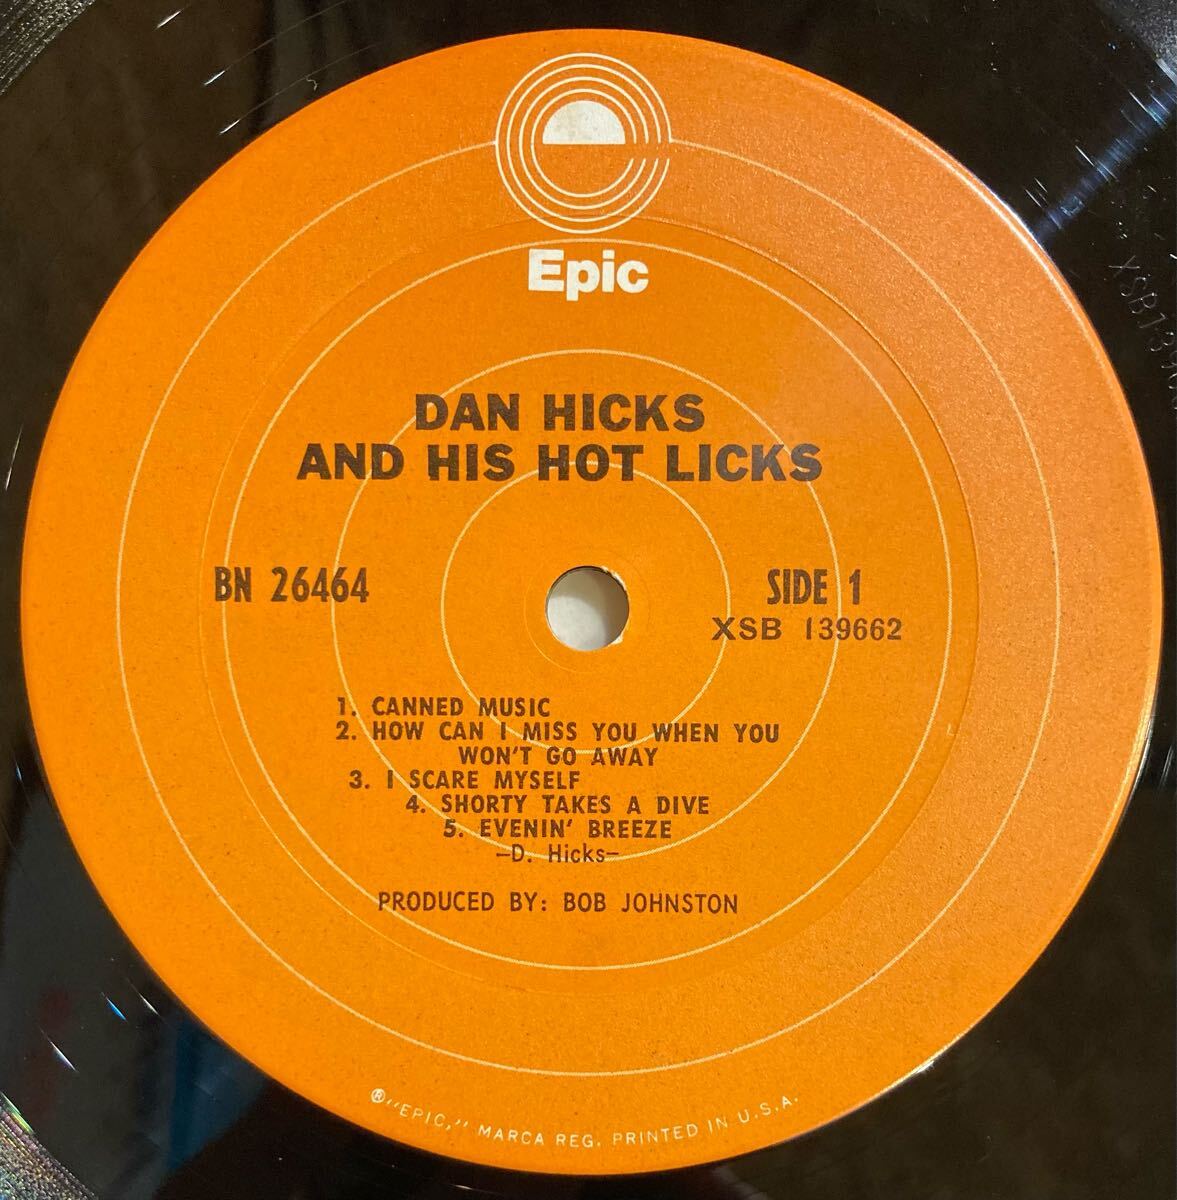 Epic
DAN HICKS
AND HIS HOT LICKS
BN 26464
SIDE 1
XSB 139662
1. CANNED MUSIC
2. HOW CAN I MISS YOU WHEN YOU
WON'T GO AWAY
3. I SCARE MYSELF
4. SHORTY TAKES A DIVE
5. EVENIN' BREEZE
—D. Hicks—
PRODUCED BY: BOB JOHNSTON
®"EPIC," MARCA REG. PRINTED IN U.S.A.